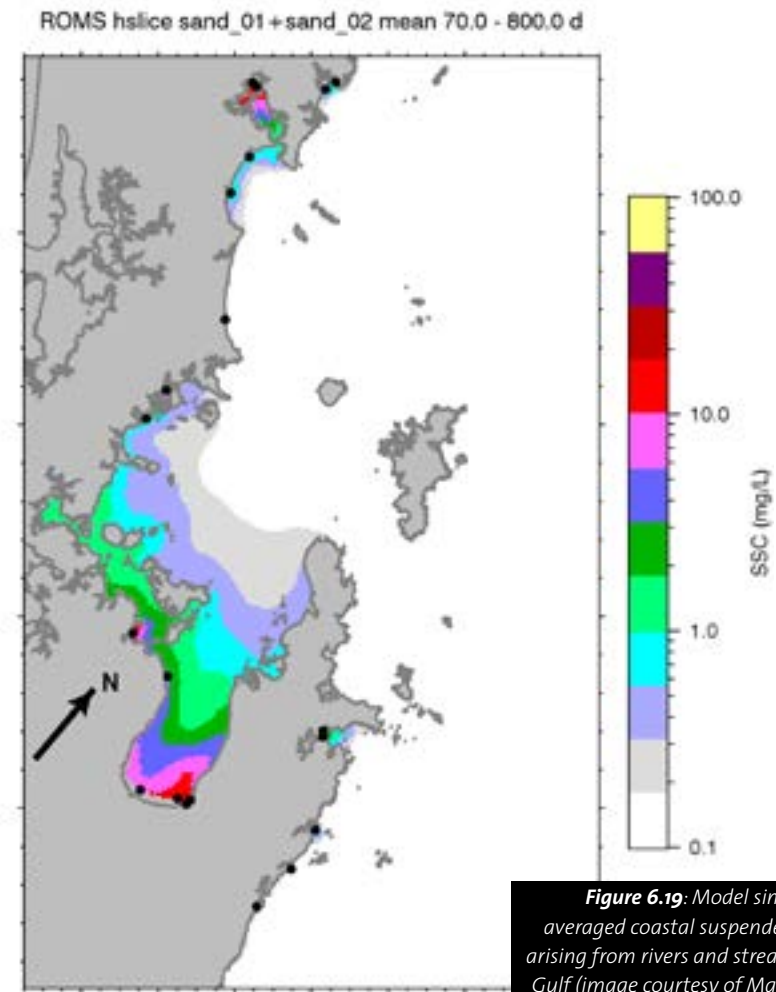 ROMS hslice sand_01+sand_02 mean 70.0 - 800.0 d
100.0
10.0
SSC (mg/L)
1.0
0.1
N
Figure 6.19: Model sin
averaged coastal suspende
arising from rivers and strea
Gulf (image courtesy of Ma